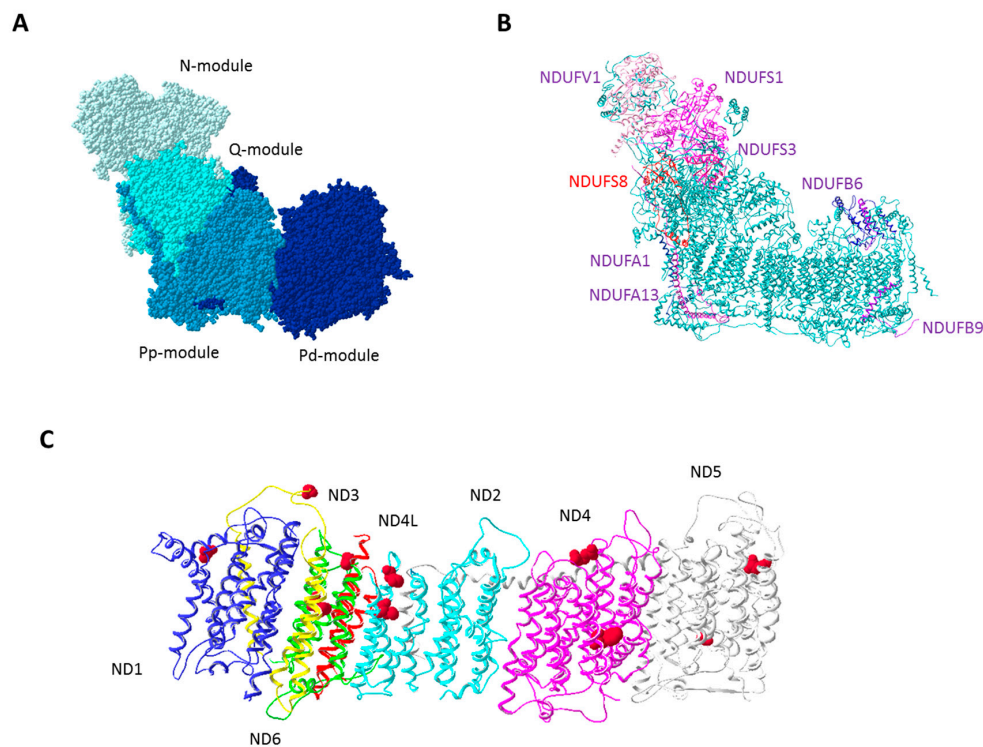 A
N-module
Q-module
Pp-module
Pd-module
B
NDUFV1
NDUFS1
NDUFS3
NDUFS8
NDUFB6
NDUFA1
NDUFA13
NDUFB9
C
ND5
ND3
ND2
ND4
ND4L
ND1
ND6